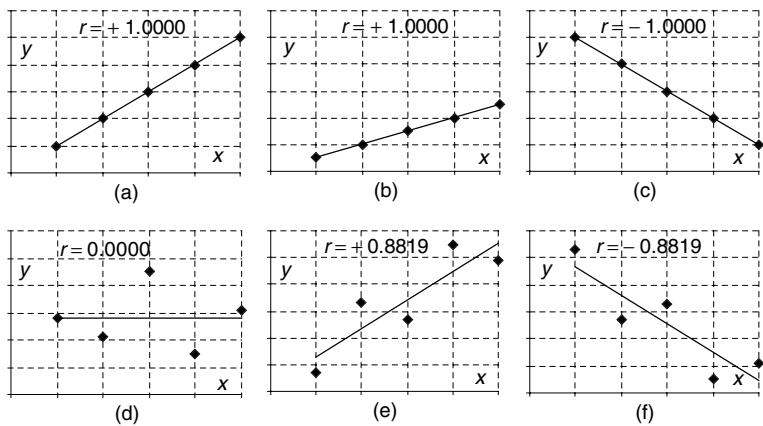 r = + 1.0000
y
x
(a)
r = + 1.0000
y
x
(b)
r = − 1.0000
y
x
(c)
r = 0.0000
y
x
(d)
r = + 0.8819
y
x
(e)
r = − 0.8819
y
x
(f)